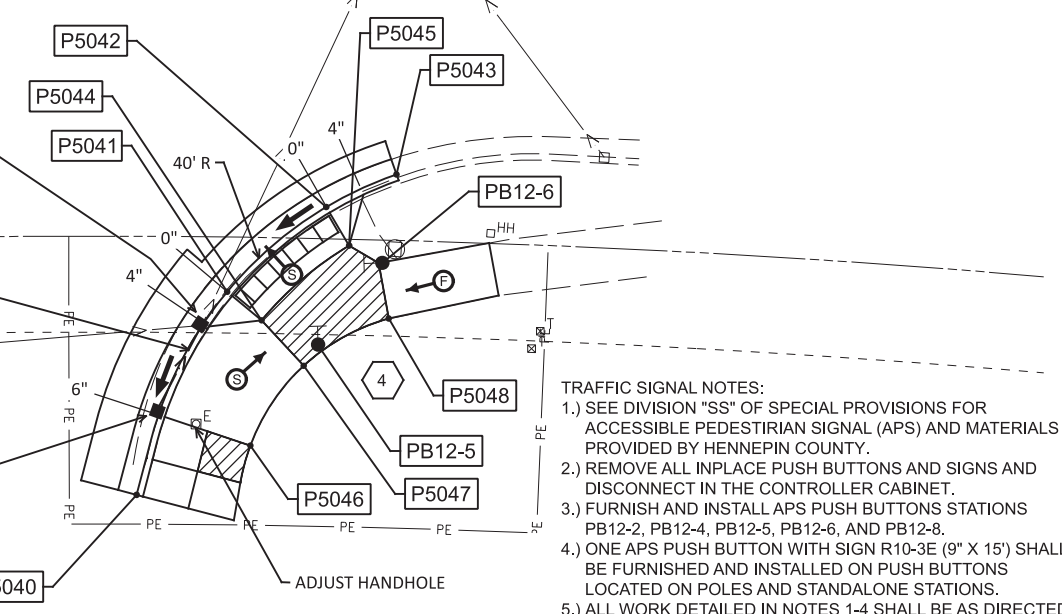 P5042
P5045
P5043
P5044
P5041
4"
0"
40' R
PB12-6
HH
0"
S
F
4"
PE
S
4
J
6"
E
P5048
PE
PE
PB12-5
P5047
P5046
PE
PE
PE
PE
PE
PE
5040
ADJUST HANDHOLE
TRAFFIC SIGNAL NOTES:
1.) SEE DIVISION "SS" OF SPECIAL PROVISIONS FOR
ACCESSIBLE PEDESTRIAN SIGNAL (APS) AND MATERIALS
PROVIDED BY HENNEPIN COUNTY.
2.) REMOVE ALL INPLACE PUSH BUTTONS AND SIGNS AND
DISCONNECT IN THE CONTROLLER CABINET.
3.) FURNISH AND INSTALL APS PUSH BUTTONS STATIONS
PB12-2, PB12-4, PB12-5, PB12-6, AND PB12-8.
4.) ONE APS PUSH BUTTON WITH SIGN R10-3E (9" X 15') SHALL
BE FURNISHED AND INSTALLED ON PUSH BUTTONS
LOCATED ON POLES AND STANDALONE STATIONS.
5.) ALL WORK DETAILED IN NOTES 1-4 SHALL BE AS DIRECTED